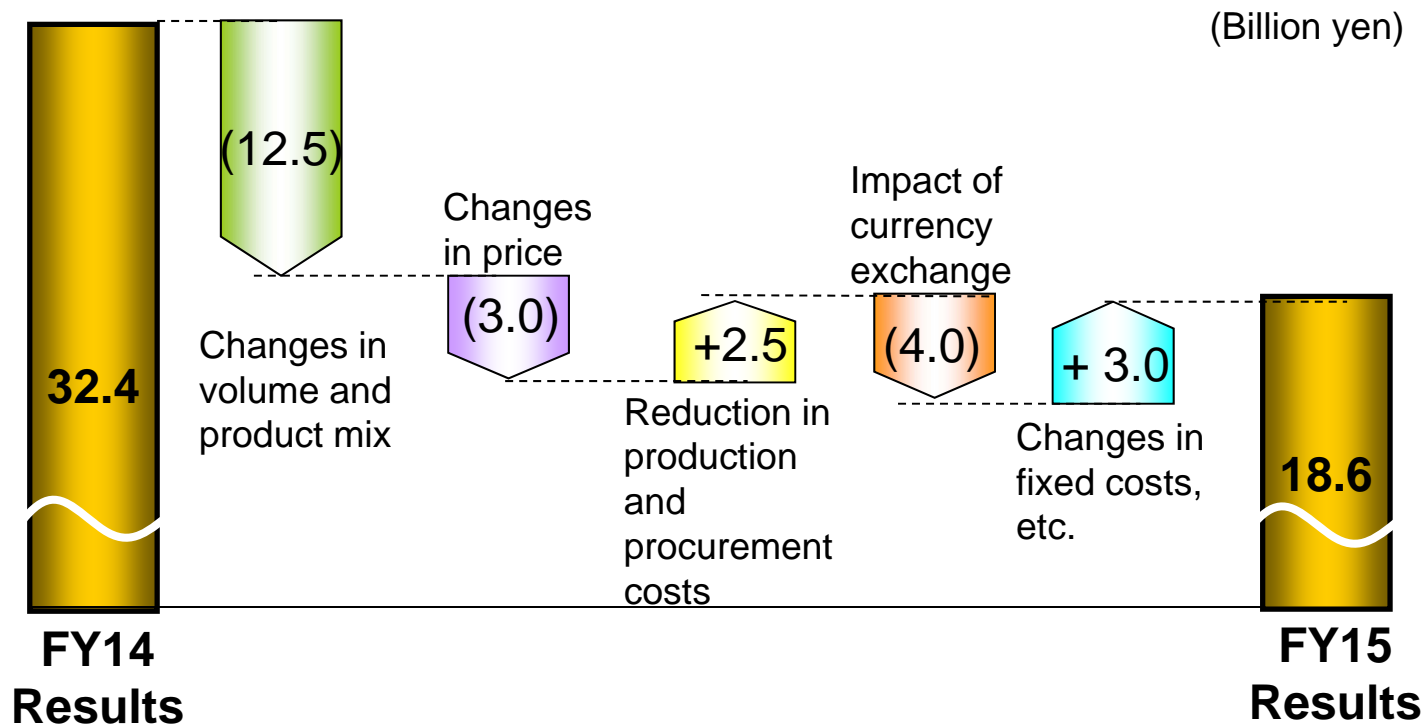 (Billion yen)
(12.5)
Changes in
volume and
product mix
Changes
in price
(3.0)
+2.5
Reduction in
production
and
procurement
costs
Impact of
currency
exchange
(4.0)
+ 3.0
Changes in
fixed costs,
etc.
32.4
18.6
FY14
Results
FY15
Results